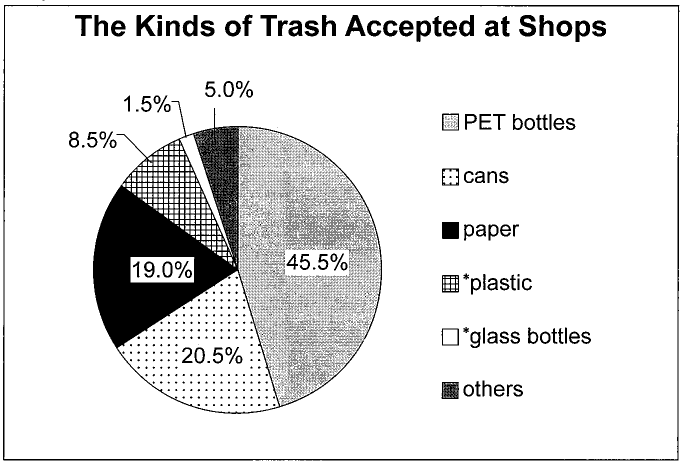 The Kinds of Trash Accepted at Shops
5.0%
1.5%
8.5%
45.5%
19.0%
20.5%
PET bottles
cans
paper
*plastic
*glass bottles
others